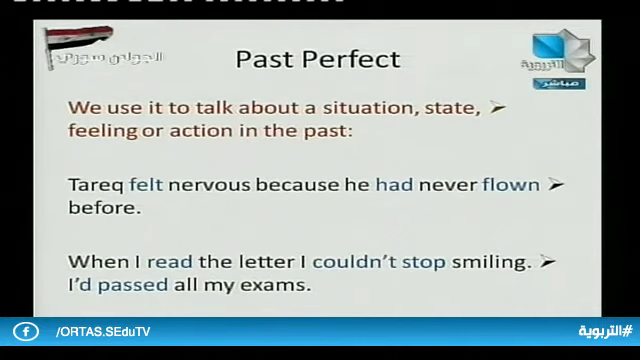 الجولان سوري
Past Perfect
التربوية
مباشر
We use it to talk about a situation, state,
feeling or action in the past:
Tareq felt nervous because he had never flown
before.
When I read the letter I couldn't stop smiling.
I'd passed all my exams.
/ORTAS.SEduTV
#التربوية